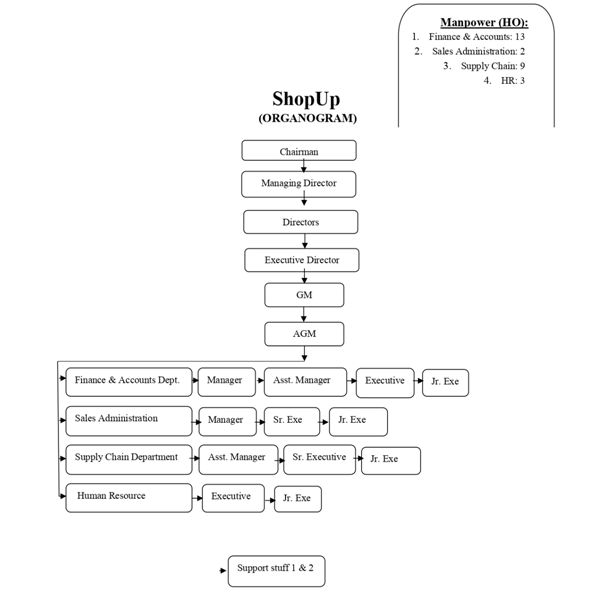 Manpower (HO):
1. Finance & Accounts: 13
2. Sales Administration: 2
3. Supply Chain: 9
4. HR: 3
ShopUp
(ORGANOGRAM)
Chairman
Managing Director
Directors
Executive Director
GM
AGM
Finance & Accounts Dept. Manager Asst. Manager Executive Jr. Exe
Sales Administration Manager Sr. Exe Jr. Exe
Supply Chain Department Asst. Manager Sr. Executive Jr. Exe
Human Resource Executive Jr. Exe
Support stuff 1 & 2